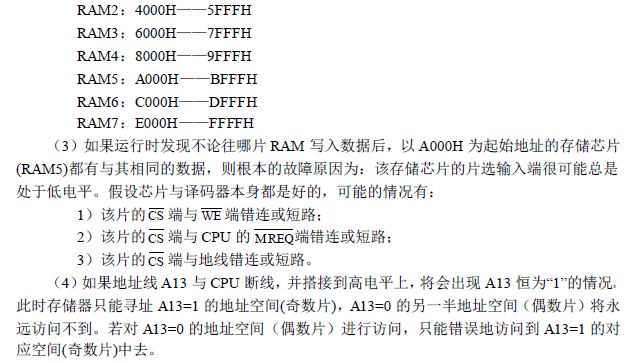 RAM2：4000H——5FFFH
RAM3：6000H——7FFFH
RAM4：8000H——9FFFH
RAM5：A000H——BFFFH
RAM6：C000H——DFFFH
RAM7：E000H——FFFFH
（3）如果运行时发现不论往哪片 RAM 写入数据后，以 A000H 为起始地址的存储芯片
(RAM5)都有与其相同的数据，则根本的故障原因为：该存储芯片的片选输入端很可能总是
处于低电平。假设芯片与译码器本身都是好的，可能的情况有：
1）该片的C̅S̅端与W̅E̅端错连或短路；
2）该片的C̅S̅端与 CPU 的M̅R̅E̅Q̅端错连或短路；
3）该片的C̅S̅端与地线错连或短路。
（4）如果地址线 A13 与 CPU 断线，并搭接到高电平上，将会出现 A13 恒为“1”的情况。
此时存储器只能寻址 A13=1 的地址空间(奇数片)，A13=0 的另一半地址空间（偶数片）将永
远访问不到。若对 A13=0 的地址空间（偶数片）进行访问，只能错误地访问到 A13=1 的对
应空间(奇数片)中去。